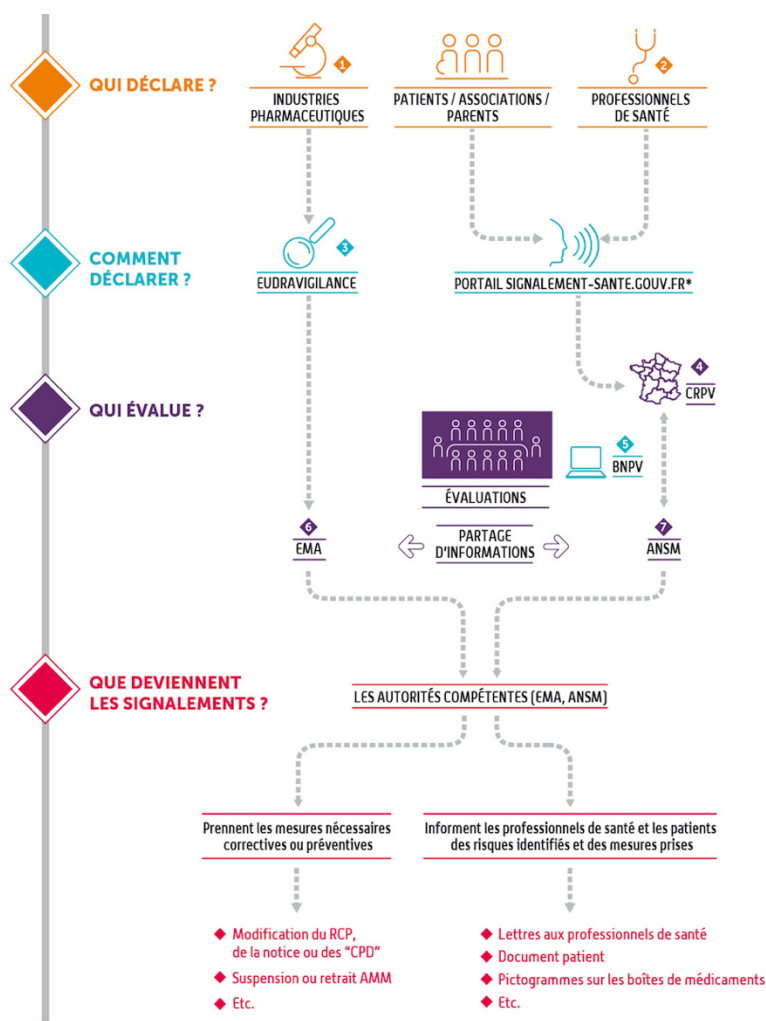 QUI DÉCLARE ?
1
2
INDUSTRIES
PHARMACEUTIQUES
PATIENTS / ASSOCIATIONS /
PARENTS
PROFESSIONNELS
DE SANTÉ
COMMENT
DÉCLARER ?
3
EUDRAVIGILANCE
PORTAIL SIGNALEMENT-SANTE.GOUV.FR*
QUI ÉVALUE ?
4
CRPV
5
BNPV
ÉVALUATIONS
6
EMA
PARTAGE
D'INFORMATIONS
7
ANSM
QUE DEVIENNENT
LES SIGNALEMENTS ?
LES AUTORITÉS COMPÉTENTES (EMA, ANSM)
Prennent les mesures nécessaires
correctives ou préventives
Informent les professionnels de santé et les patients
des risques identifiés et des mesures prises
Modification du RCP,
de la notice ou des “CPD”
Suspension ou retrait AMM
Etc.
Lettres aux professionnels de santé
Document patient
Pictogrammes sur les boîtes de médicaments
Etc.